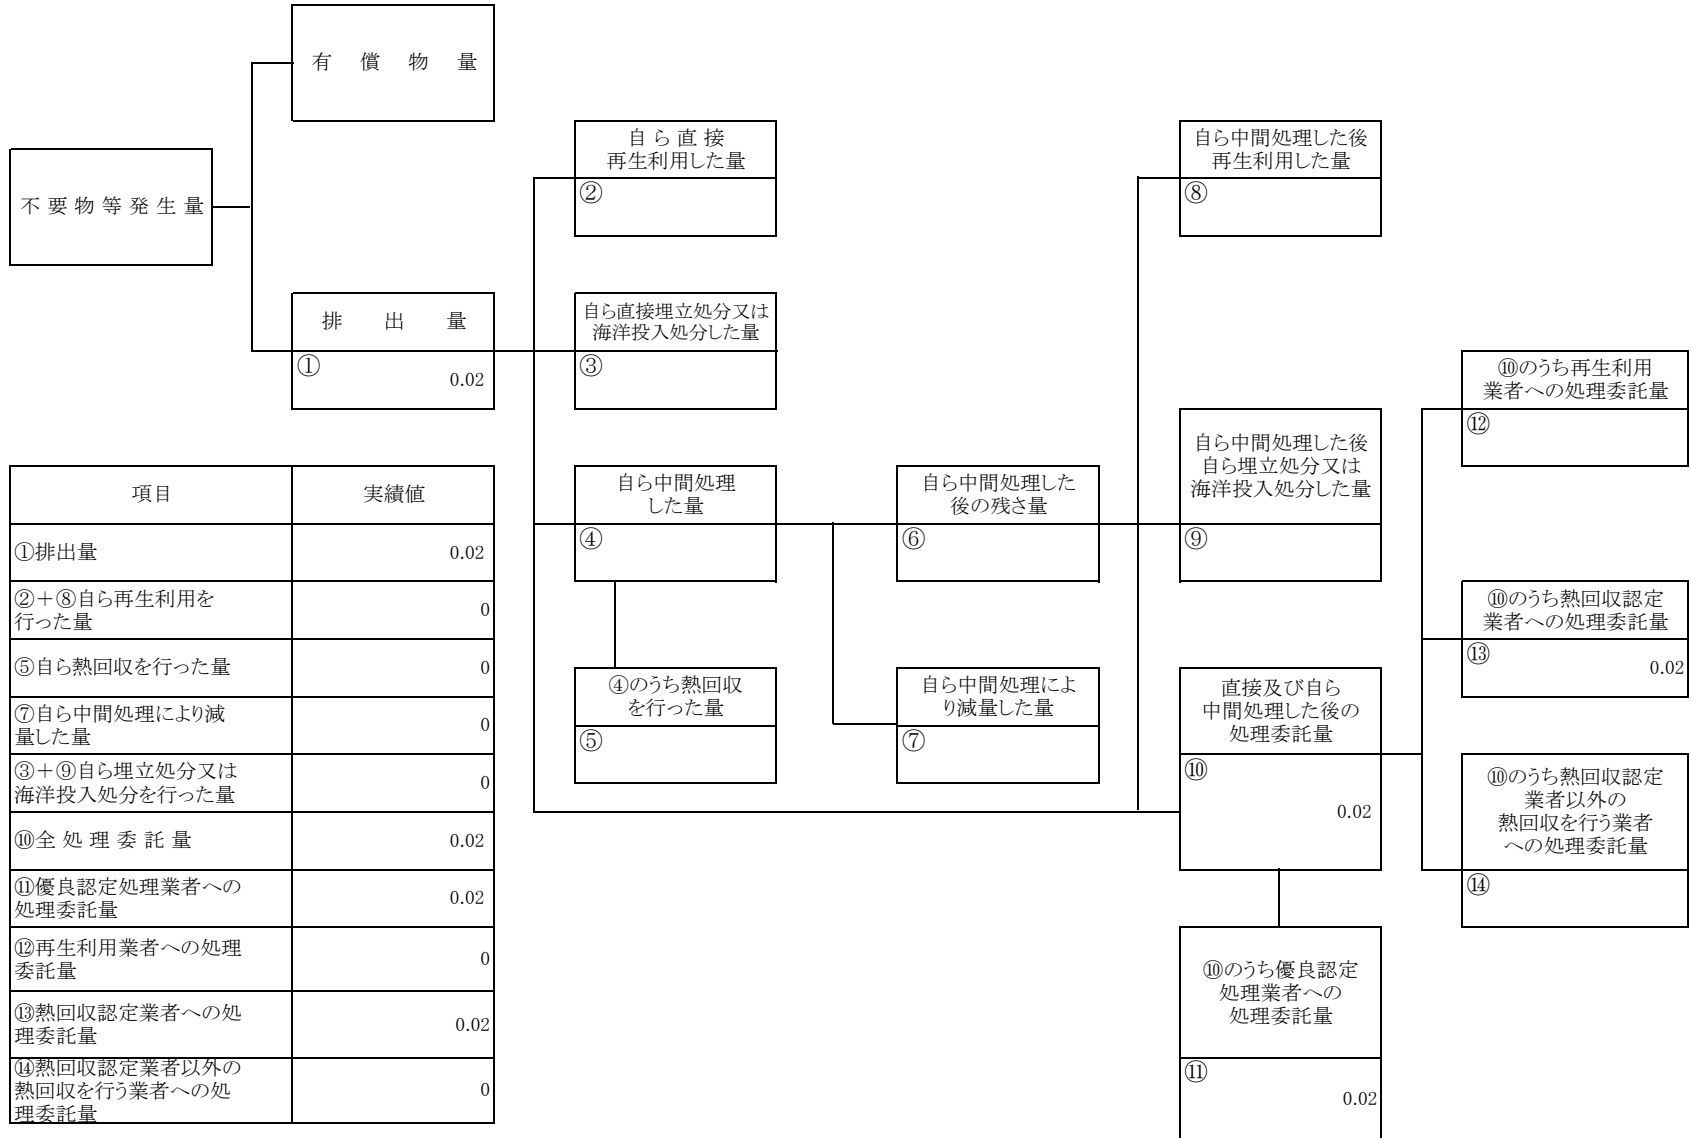 有 償 物 量
不 要 物 等 発 生 量
排 出 量
①
0.02
自 ら 直 接
再生利用した量
②
自ら直接埋立処分又は
海洋投入処分した量
③
自ら中間処理
した量
④
④のうち熱回収
を行った量
⑤
自ら中間処理した
後の残さ量
⑥
自ら中間処理によ
り減量した量
⑦
自ら中間処理した後
再生利用した量
⑧
自ら中間処理した後
自ら埋立処分又は
海洋投入処分した量
⑨
直接及び自ら
中間処理した後の
処理委託量
⑩
0.02
⑩のうち優良認定
処理業者への
処理委託量
⑪
0.02
⑩のうち再生利用
業者への処理委託量
⑫
⑩のうち熱回収認定
業者への処理委託量
⑬
0.02
⑩のうち熱回収認定
業者以外の
熱回収を行う業者
への処理委託量
⑭
項目 実績値
①排出量 0.02
②＋⑧自ら再生利用を
行った量 0
⑤自ら熱回収を行った量 0
⑦自ら中間処理により減
量した量 0
③＋⑨自ら埋立処分又は
海洋投入処分を行った量 0
⑩全 処 理 委 託 量 0.02
⑪優良認定処理業者への
処理委託量 0.02
⑫再生利用業者への処理
委託量 0
⑬熱回収認定業者への処
理委託量 0.02
⑭熱回収認定業者以外の
熱回収を行う業者への処
理委託量 0